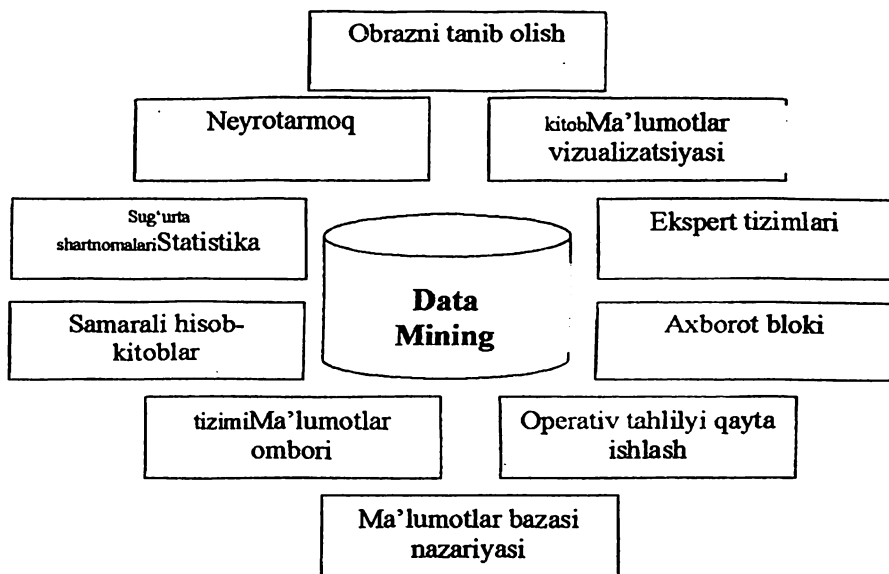 Obrazni tanib olish
Neyrotarmoq
kitobMa’lumotlar
vizualizatsiyasi
Sug‘urta
shartnomalariStatistika
Ekspert tizimlari
Data
Mining
Samarali hisob-
kitoblar
Axborot bloki
tizimiMa’lumotlar
ombori
Operativ tahlilyi qayta
ishlash
Ma’lumotlar bazasi
nazariyasi